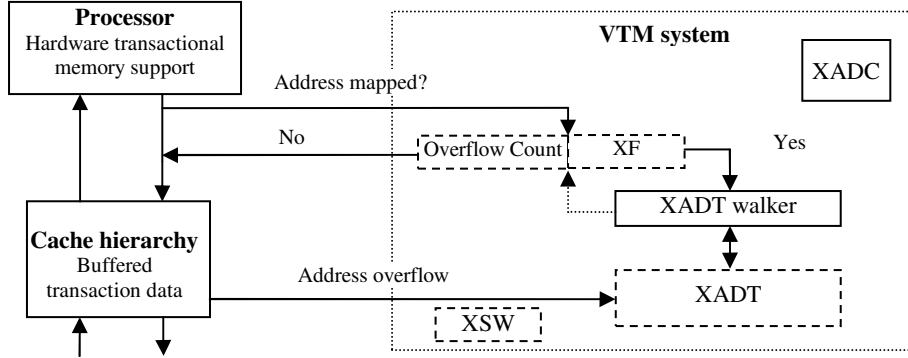 Processor
Hardware transactional
memory support
VTM system
XADC
Address mapped?
No
Overflow Count
XF
Yes
XADT walker
Cache hierarchy
Buffered
transaction data
Address overflow
XADT
XSW